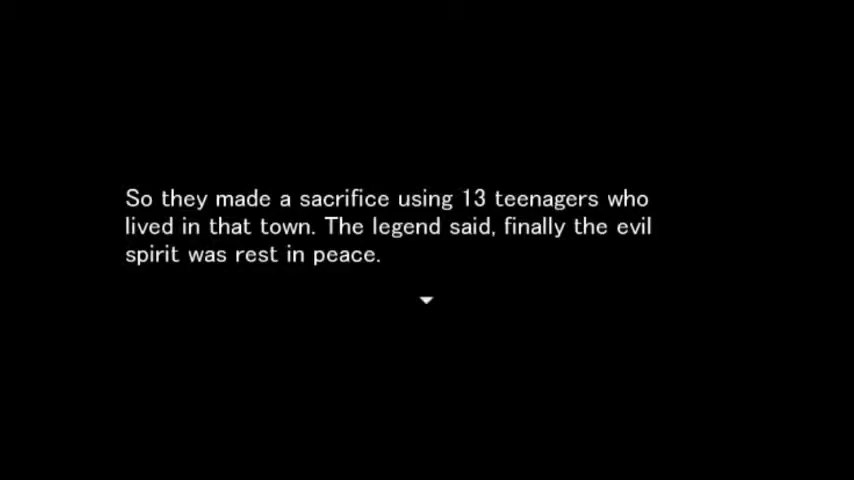 So they made a sacrifice using 13 teenagers who
lived in that town. The legend said, finally the evil
spirit was rest in peace.